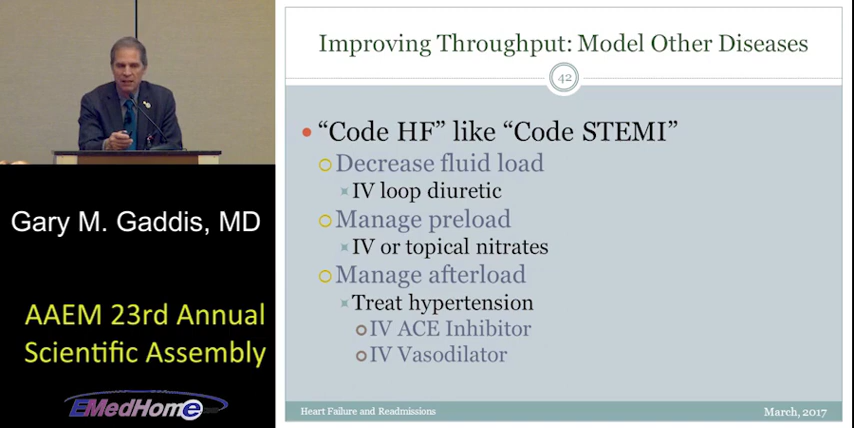 Improving Throughput: Model Other Diseases
42
“Code HF” like “Code STEMI”
Decrease fluid load
IV loop diuretic
Manage preload
IV or topical nitrates
Manage afterload
Treat hypertension
IV ACE Inhibitor
IV Vasodilator
Heart Failure and Readmissions
March, 2017
Gary M. Gaddis, MD
AAEM 23rd Annual
Scientific Assembly
EMedHome